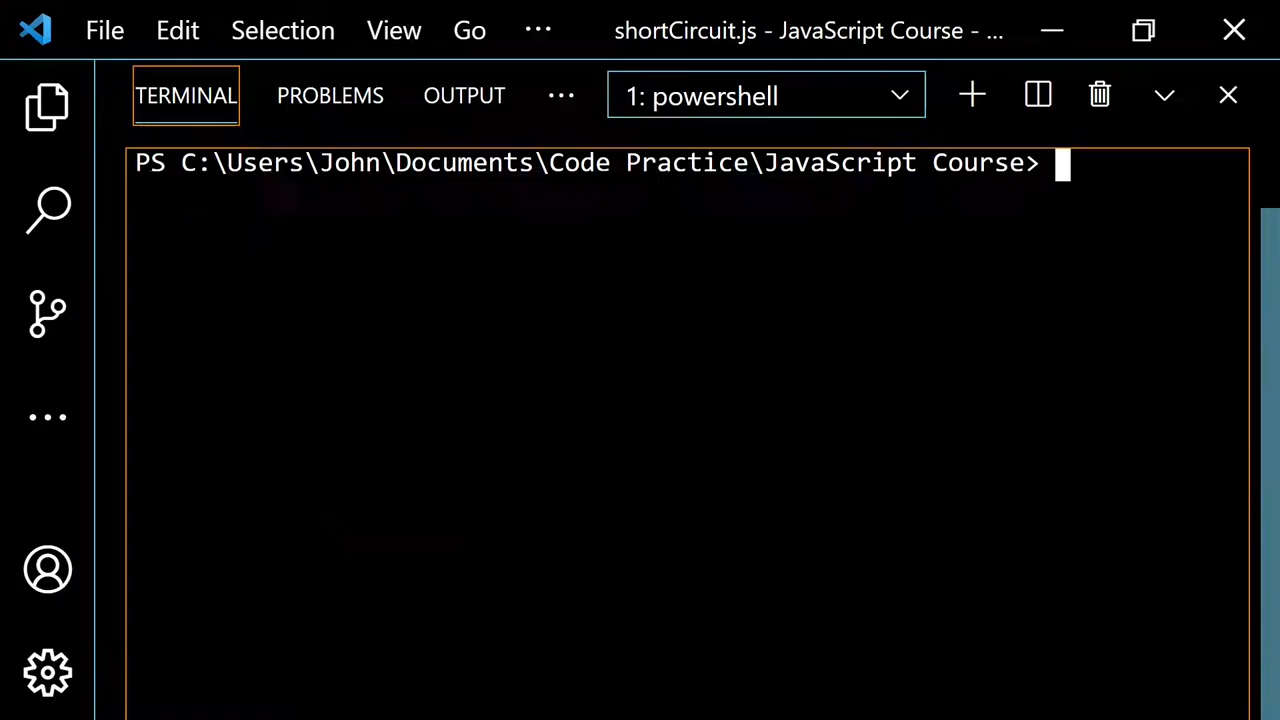 File Edit Selection View Go ··· shortCircuit.js - JavaScript Course - ...
TERMINAL PROBLEMS OUTPUT ··· 1: powershell
PS C:\Users\John\Documents\Code Practice\JavaScript Course>